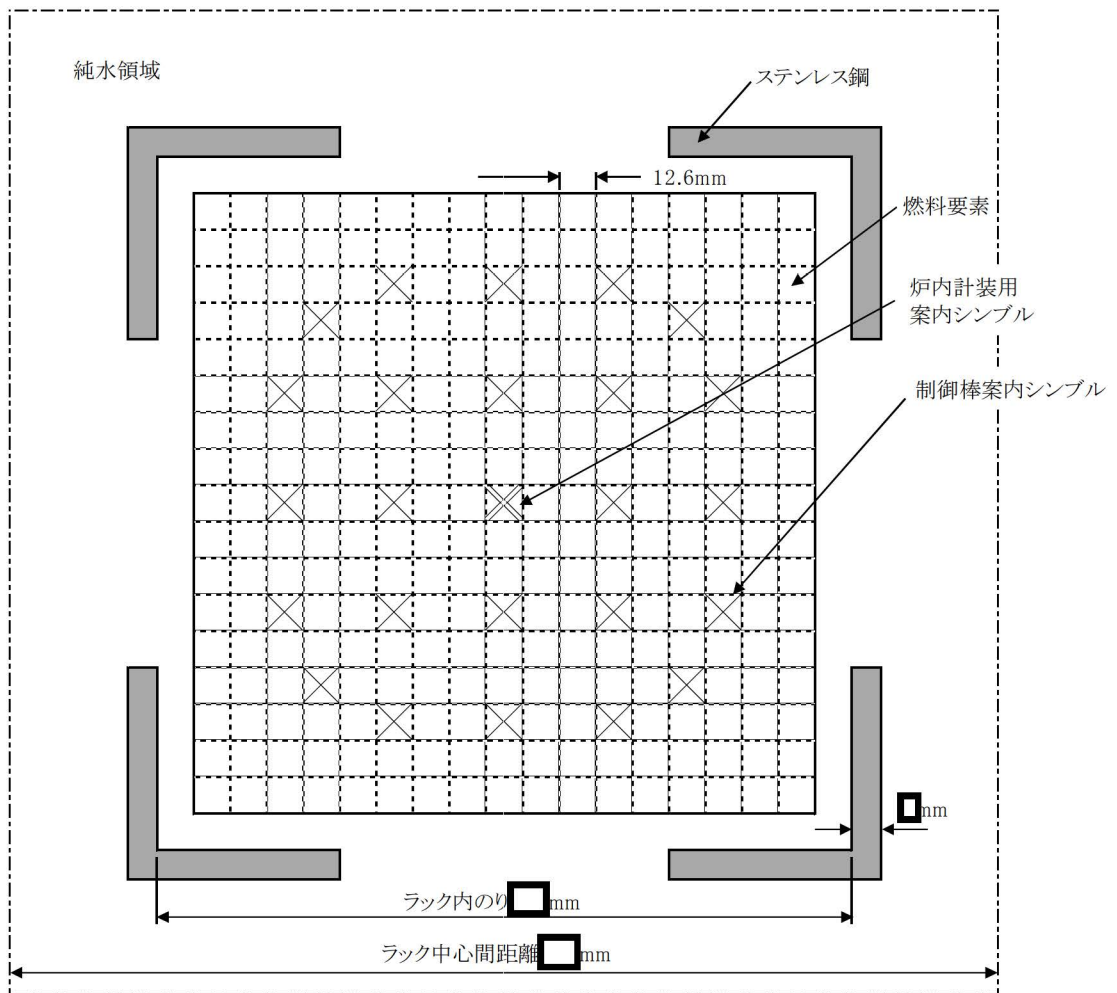 純水領域
ステンレス鋼
12.6mm
燃料要素
炉内計装用
案内シンブル
制御棒案内シンブル
mm
ラック内のり mm
ラック中心間距離 mm